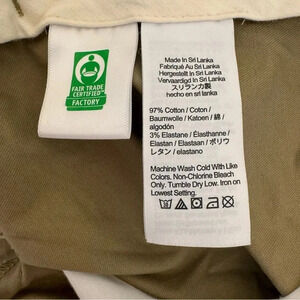 FAIR TRADE
CERTIFIED™
FACTORY
Made In Sri Lanka
Fabriqué Au Sri Lanka
Hergestellt In Sri Lanka
Vervaardigd In Sri Lanka
スリランカ製
hecho en sri lanka
97% Cotton / Coton /
Baumwolle / Katoen / 綿 /
algodón
3% Elastane / Élasthanne /
Elastan / Elastaan / ポリウ
レタン / elastano
Machine Wash Cold With Like
Colors. Non-Chlorine Bleach
Only. Tumble Dry Low. Iron on
Lowest Setting.